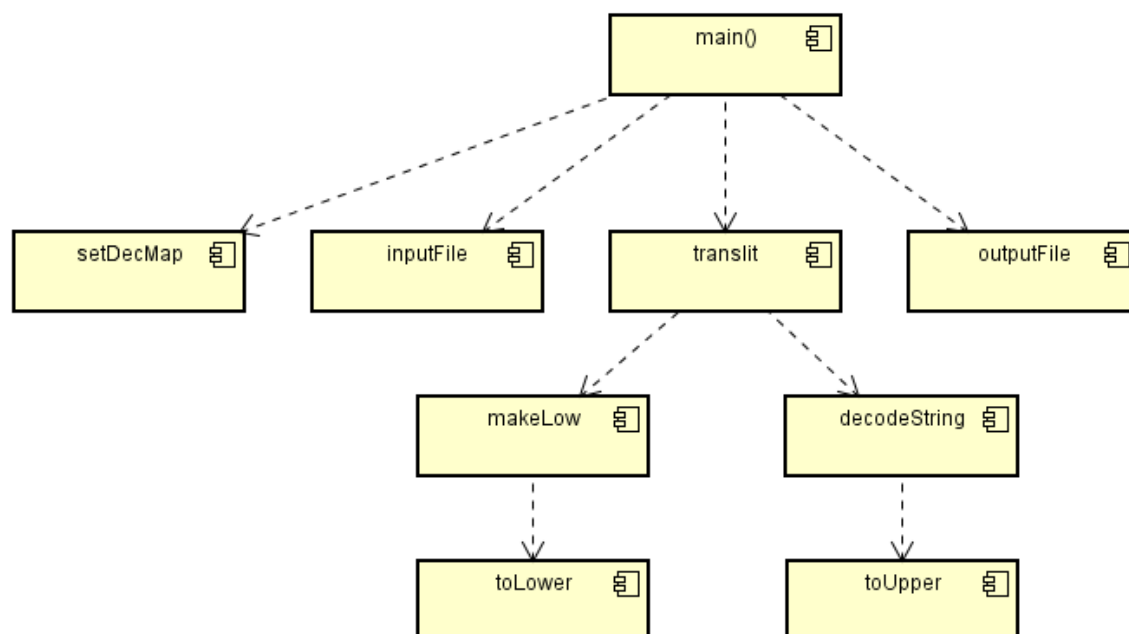 main()
setDecMap
inputFile
translit
outputFile
makeLow
decodeString
toLower
toUpper